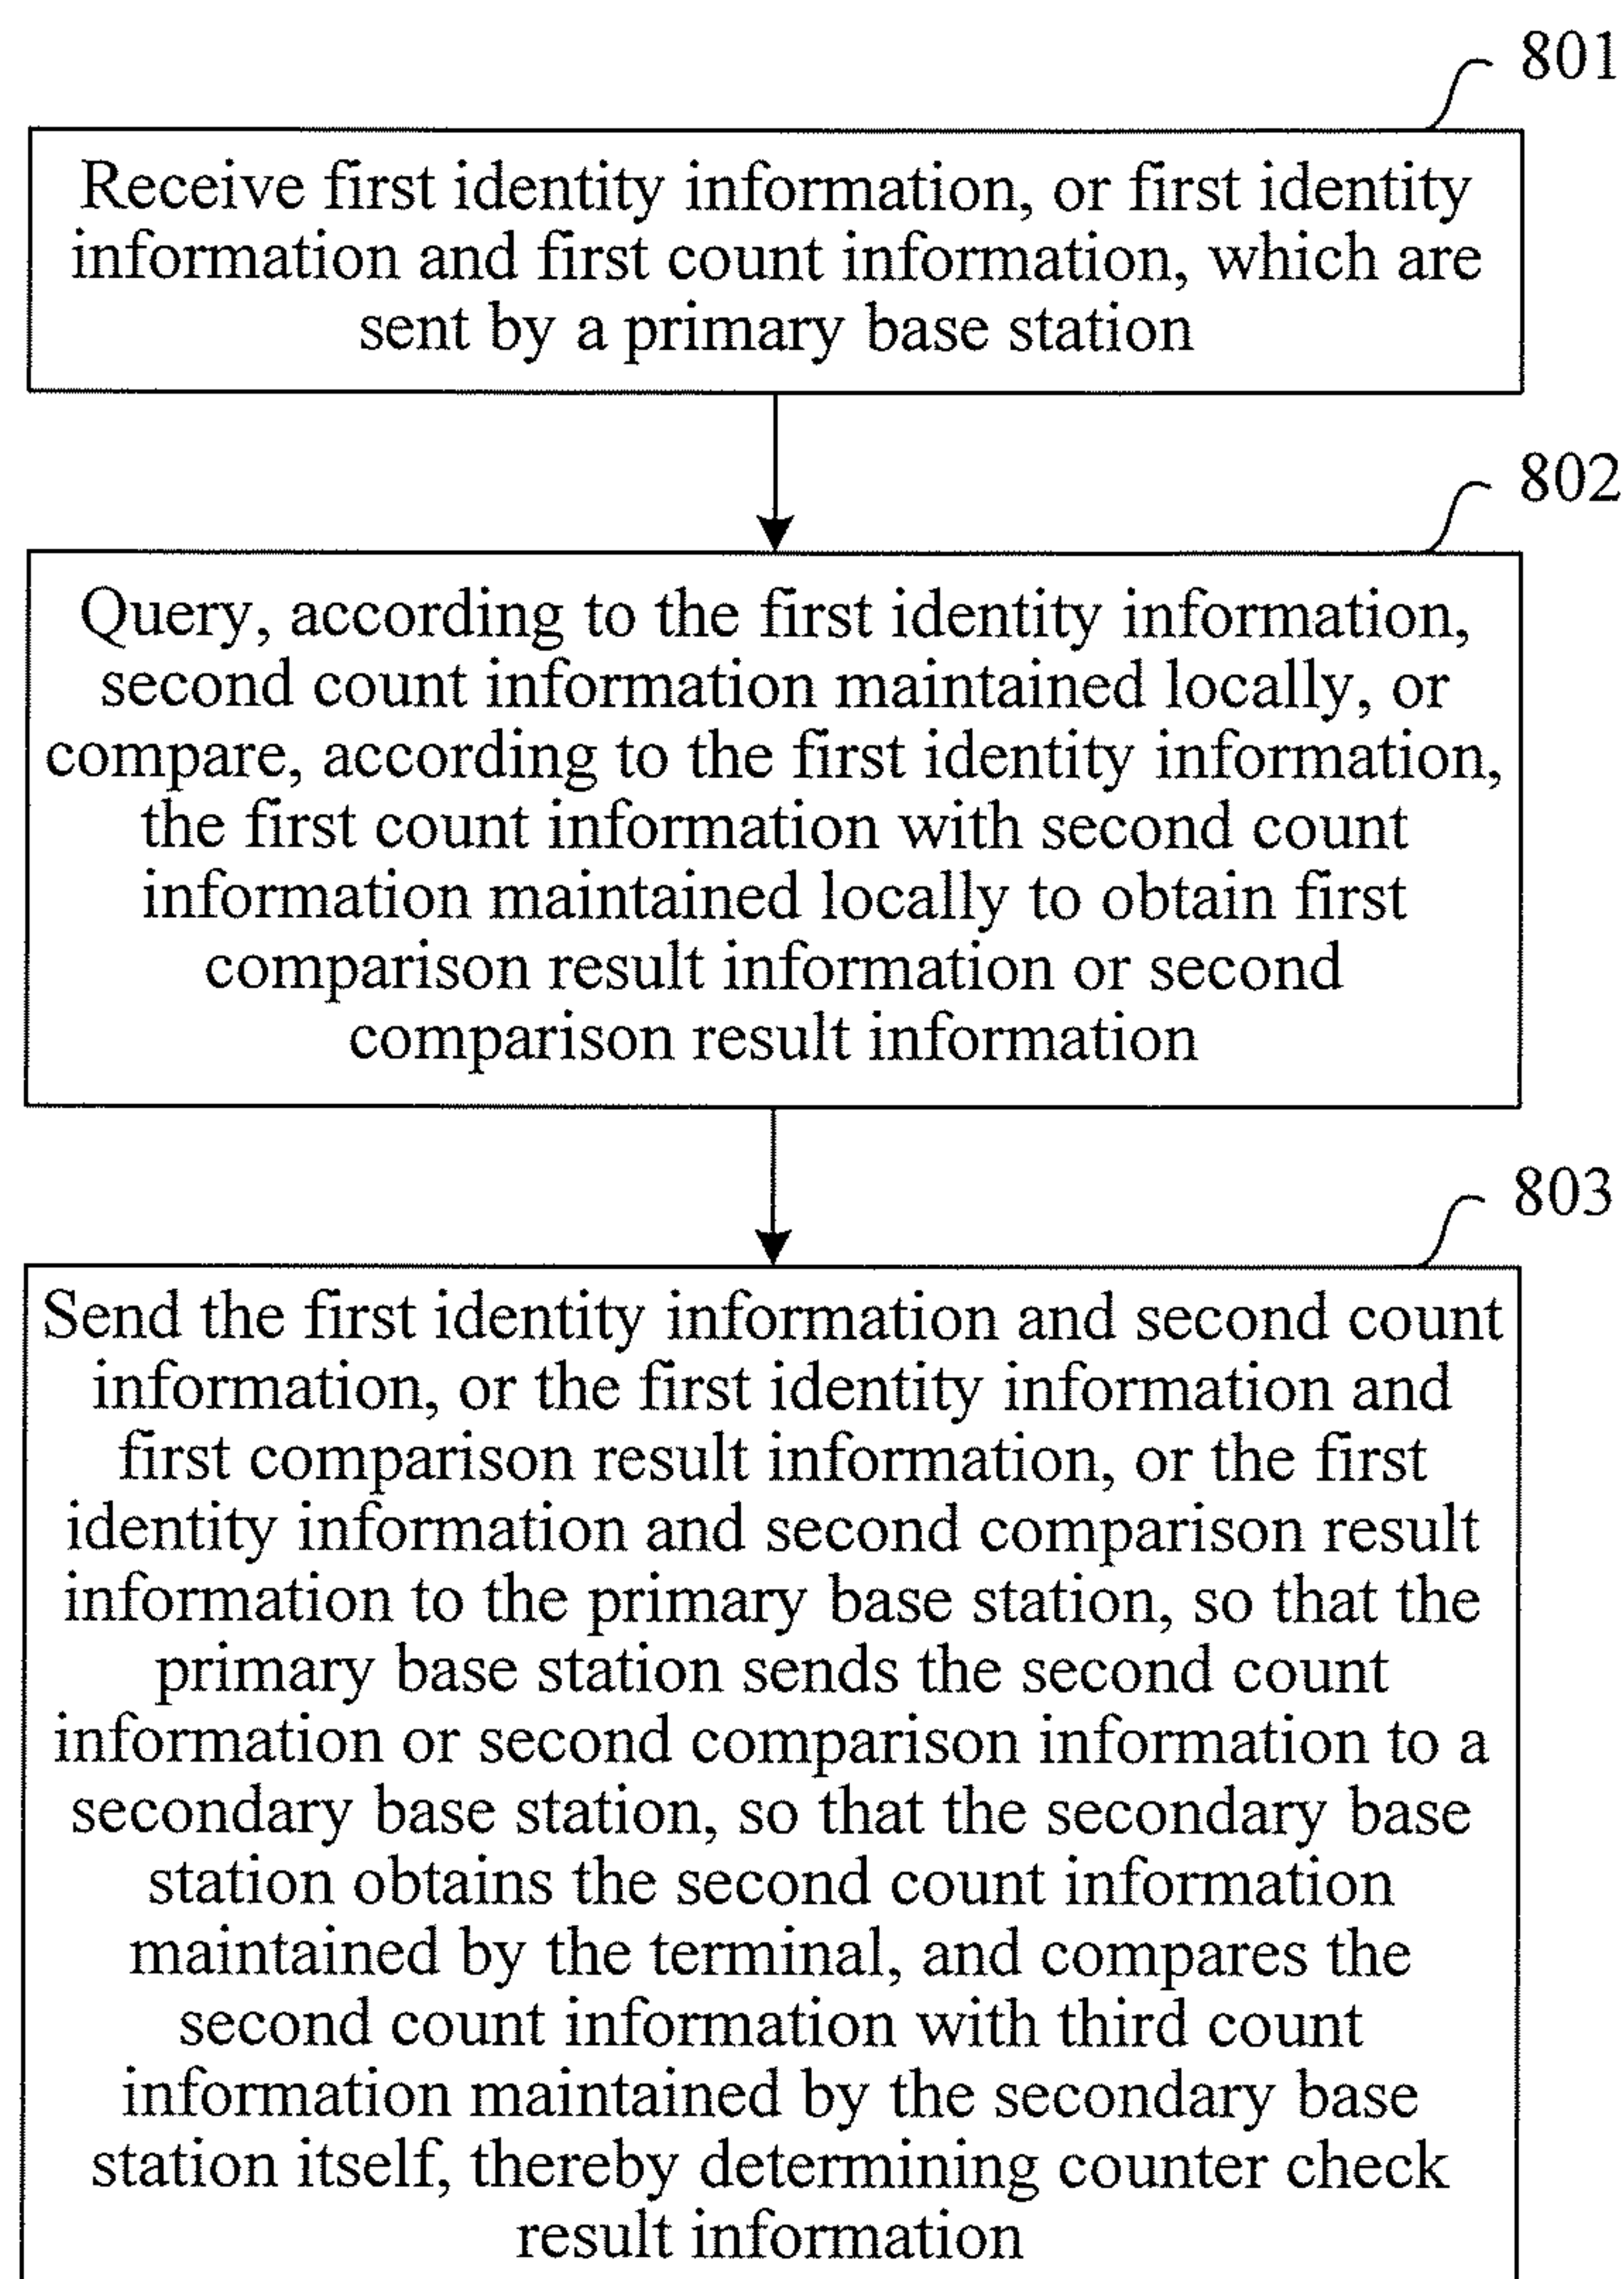 801
Receive first identity information, or first identity
information and first count information, which are
sent by a primary base station
802
Query, according to the first identity information,
second count information maintained locally, or
compare, according to the first identity information,
the first count information with second count
information maintained locally to obtain first
comparison result information or second
comparison result information
803
Send the first identity information and second count
information, or the first identity information and
first comparison result information, or the first
identity information and second comparison result
information to the primary base station, so that the
primary base station sends the second count
information or second comparison information to a
secondary base station, so that the secondary base
station obtains the second count information
maintained by the terminal, and compares the
second count information with third count
information maintained by the secondary base
station itself, thereby determining counter check
result information